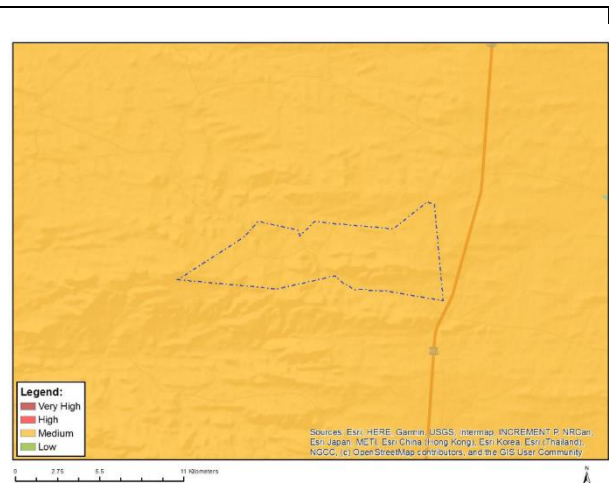 Legend:
Very High
High
Medium
Low
Sources: Esri, HERE, Garmin, USGS, Intermap, INCREMENT P, NRCan,
Esri Japan, METI, Esri China (Hong Kong), Esri Korea, Esri (Thailand),
NGCC, (c) OpenStreetMap contributors, and the GIS User Community
0 2.75 5.5 11 Kilometers
N